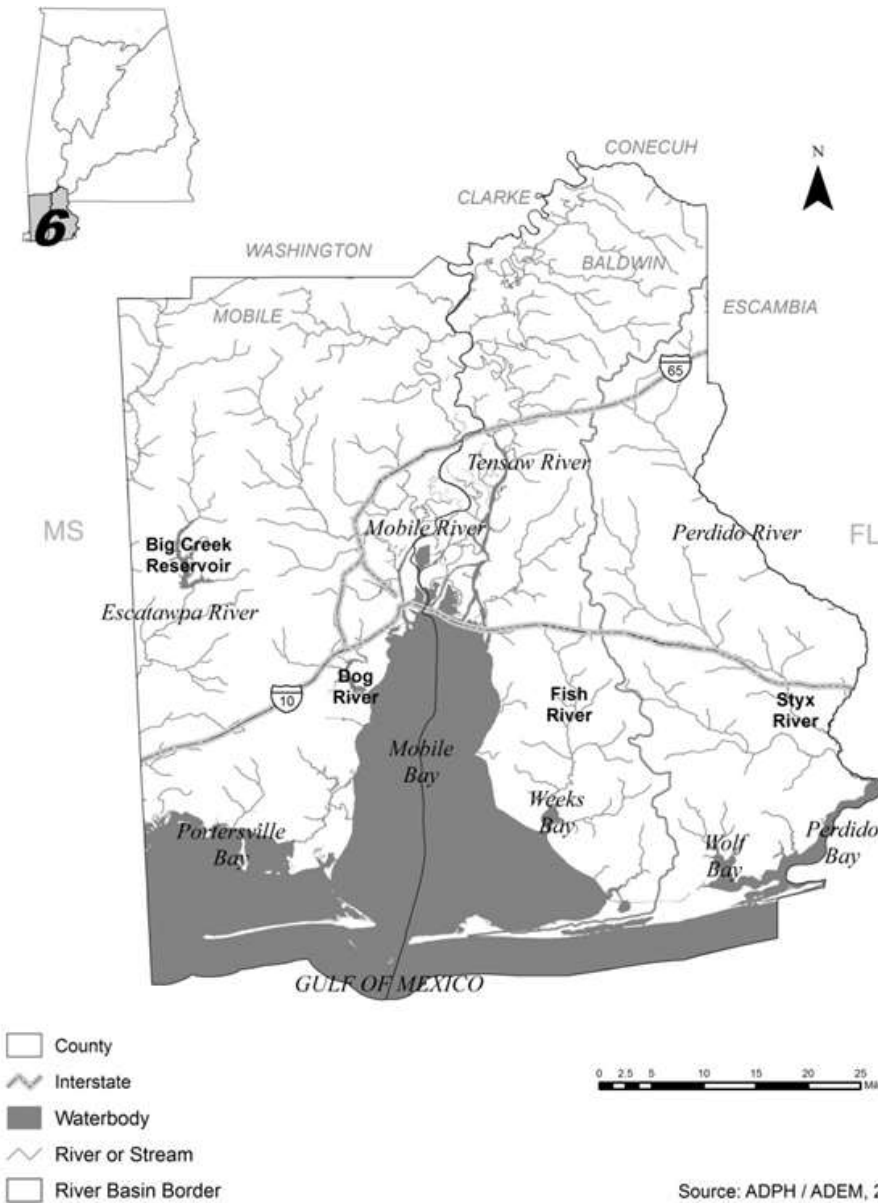 6
N
CONECUH
CLARKE
WASHINGTON
BALDWIN
MOBILE
ESCAMBIA
65
Tensaw River
MS
Mobile River
Perdido River
FL
Big Creek
Reservoir
Escatawpa River
Dog
River
Fish
River
Styx
River
10
Mobile
Bay
Weeks
Bay
Portersville
Bay
Wolf
Bay
Perdido
Bay
GULF OF MEXICO
County
Interstate
Waterbody
River or Stream
River Basin Border
0 2.5 5 10 15 20 25
Mil
Source: ADPH / ADEM, 2